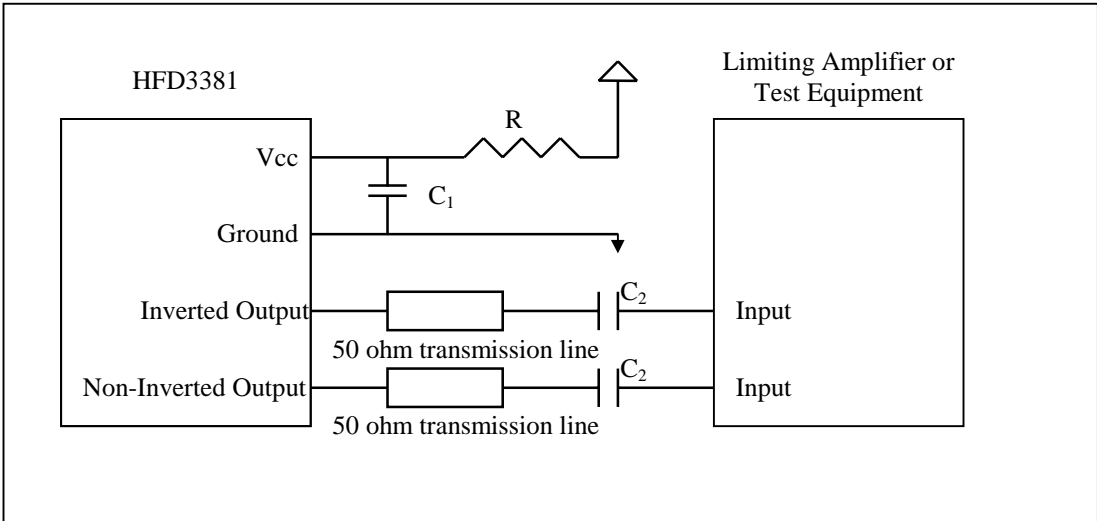 HFD3381
Limiting Amplifier or
Test Equipment
R
Vcc
C₁
Ground
C₂
Inverted Output
Input
50 ohm transmission line
C₂
Non-Inverted Output
Input
50 ohm transmission line